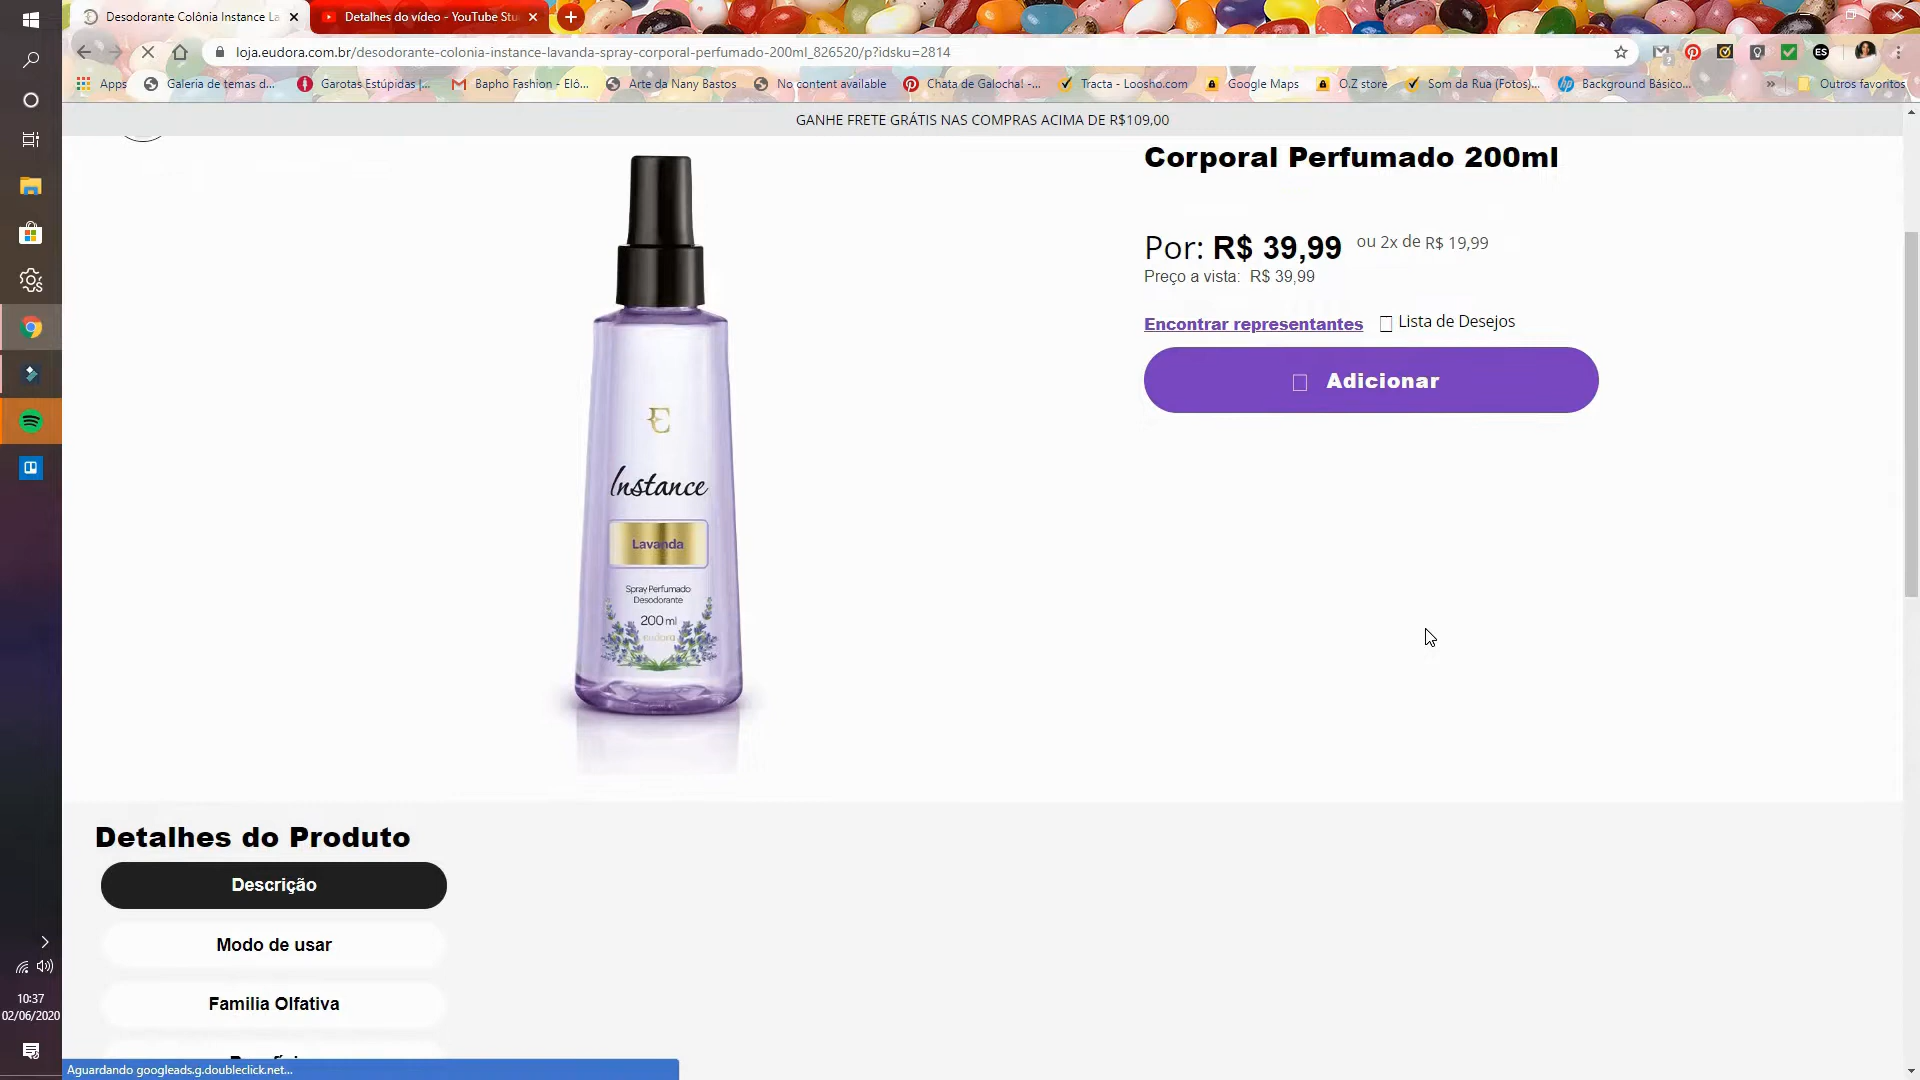 Desodorante Colônia Instance La
Detalhes do vídeo - YouTube Stu
loja.eudora.com.br/desodorante-colonia-instance-lavanda-spray-corporal-perfumado-200ml_826520/p?idsku=2814
ES
Apps
Galeria de temas d...
Garotas Estúpidas |...
Bapho Fashion - Elô...
Arte da Nany Bastos
No content available
Chata de Galocha! -...
Tracta - Loosho.com
Google Maps
O.Z store
Som da Rua (Fotos)...
Background Básico...
»
Outros favoritos
GANHE FRETE GRÁTIS NAS COMPRAS ACIMA DE R$109,00
Corporal Perfumado 200ml
Por: R$ 39,99 ou 2x de R$ 19,99
Preço a vista: R$ 39,99
Encontrar representantes
Lista de Desejos
Adicionar
E
Instance
Lavanda
Spray Perfumado
Desodorante
200 ml
eudora
Detalhes do Produto
Descrição
Modo de usar
Familia Olfativa
10:37
02/06/2020
Aguardando googleads.g.doubleclick.net...